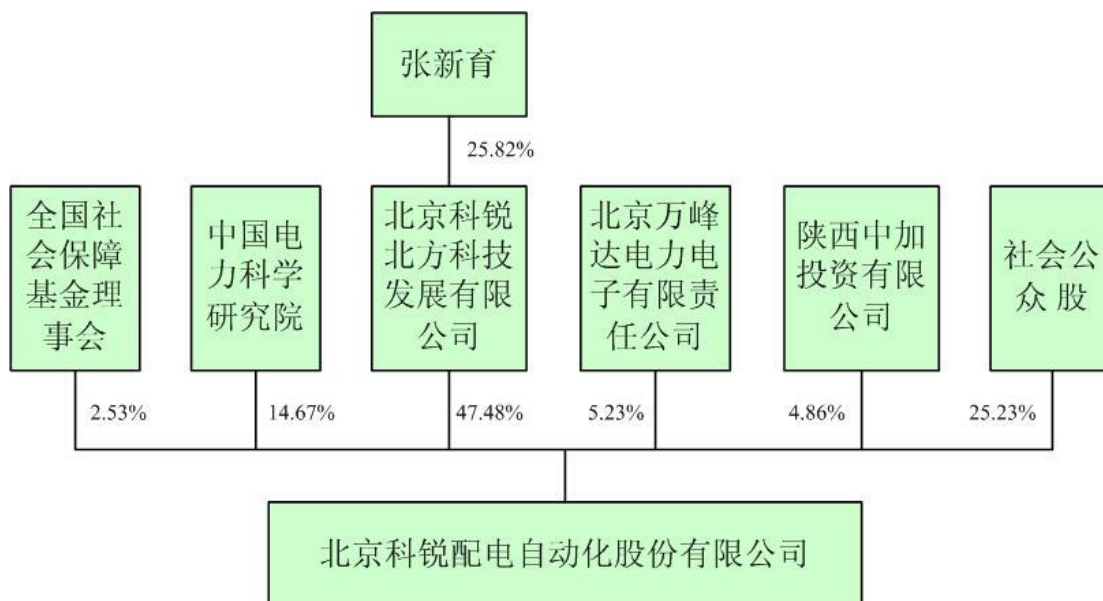 张新育
25.82%
全国社
会保障
基金理
事会
中国电
力科学
研究院
北京科锐
北方科技
发展有限
公司
北京万峰
达电力电
子有限责
任公司
陕西中加
投资有限
公司
社会公
众 股
2.53%
14.67%
47.48%
5.23%
4.86%
25.23%
北京科锐配电自动化股份有限公司